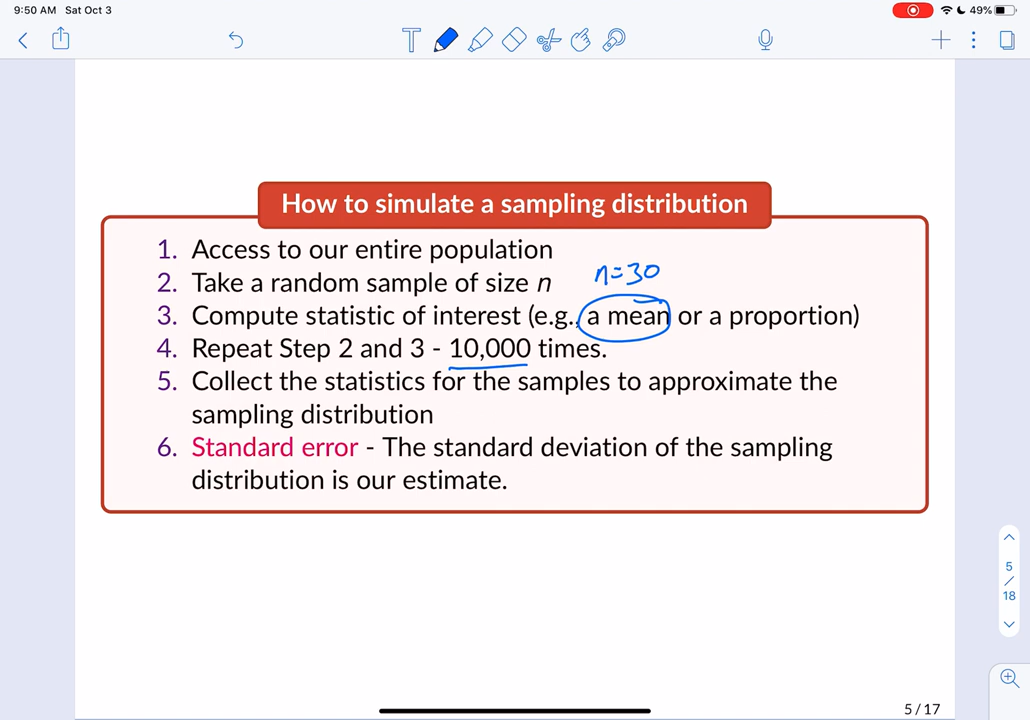 9:50 AM Sat Oct 3
49%
T
How to simulate a sampling distribution
1. Access to our entire population
n=30
2. Take a random sample of size n
3. Compute statistic of interest (e.g., a mean or a proportion)
4. Repeat Step 2 and 3 - 10,000 times.
5. Collect the statistics for the samples to approximate the
sampling distribution
6. Standard error - The standard deviation of the sampling
distribution is our estimate.
5
/
18
5 / 17